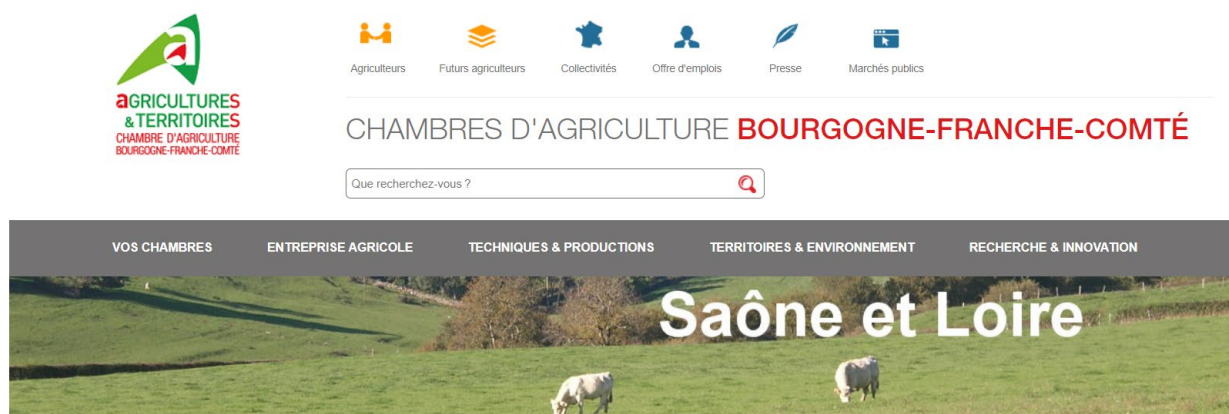 Agriculteurs
Futurs agriculteurs
Collectivités
Offre d'emplois
Presse
Marchés publics
aGRICULTURES
& TERRITOIRES
CHAMBRE D'AGRICULTURE
BOURGOGNE-FRANCHE-COMTÉ
CHAMBRES D'AGRICULTURE BOURGOGNE-FRANCHE-COMTÉ
Que recherchez-vous ?
VOS CHAMBRES
ENTREPRISE AGRICOLE
TECHNIQUES & PRODUCTIONS
TERRITOIRES & ENVIRONNEMENT
RECHERCHE & INNOVATION
Saône et Loire